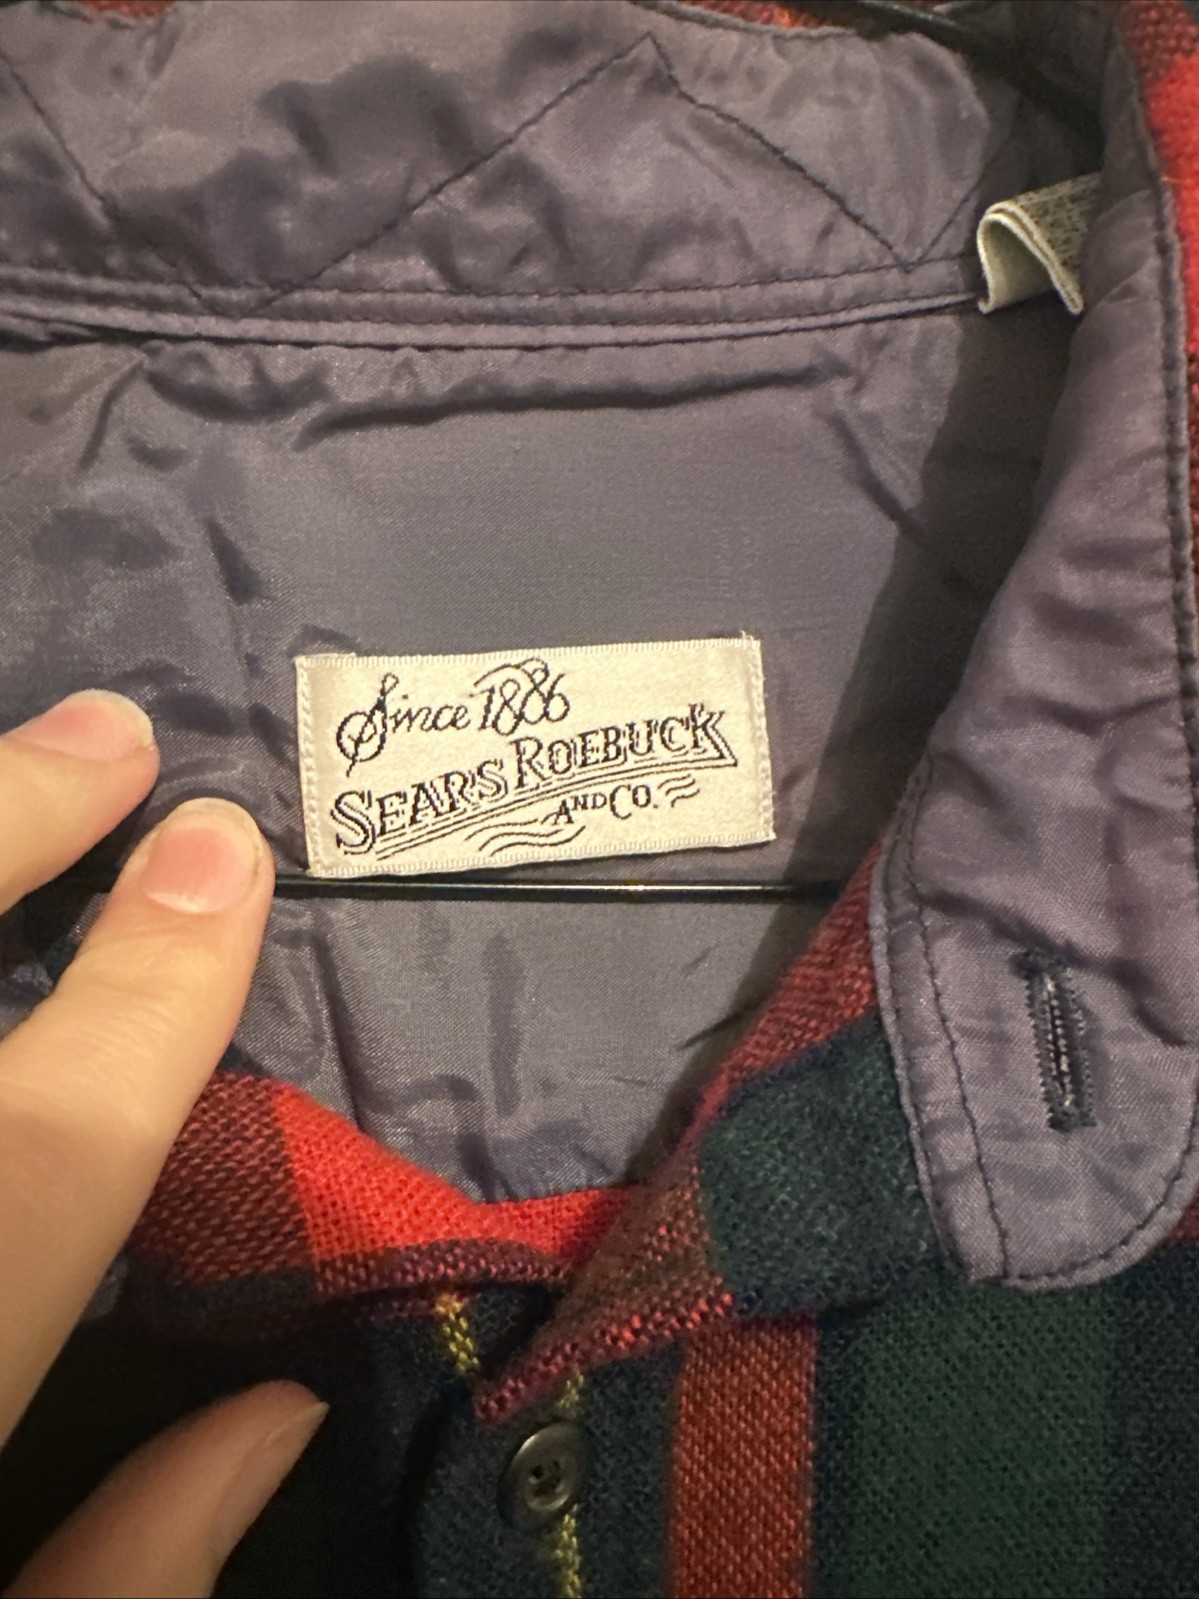 Since 1886
SEARS ROEBUCK
AND CO.